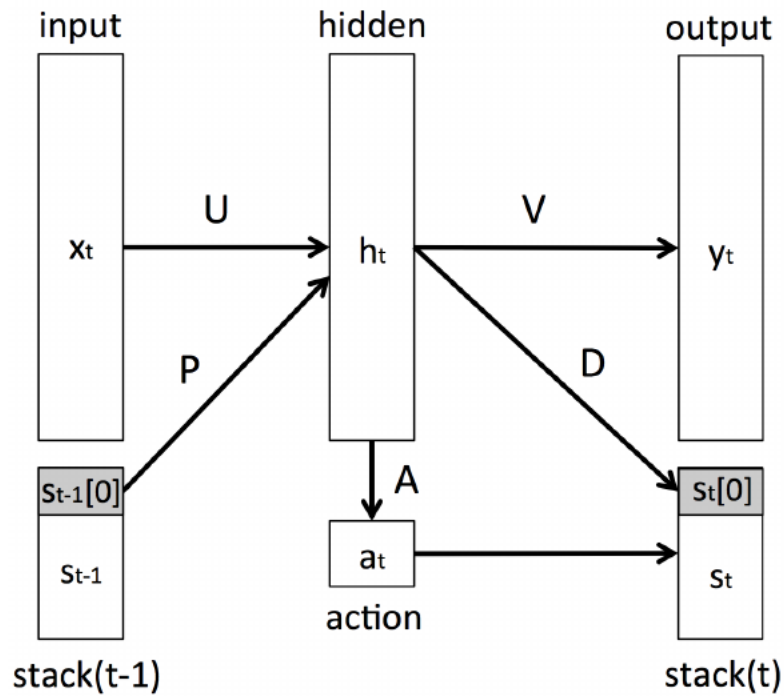 input hidden output
U V
xt ht yt
P D
st-1[0] A st[0]
st-1 at st
action
stack(t-1) stack(t)